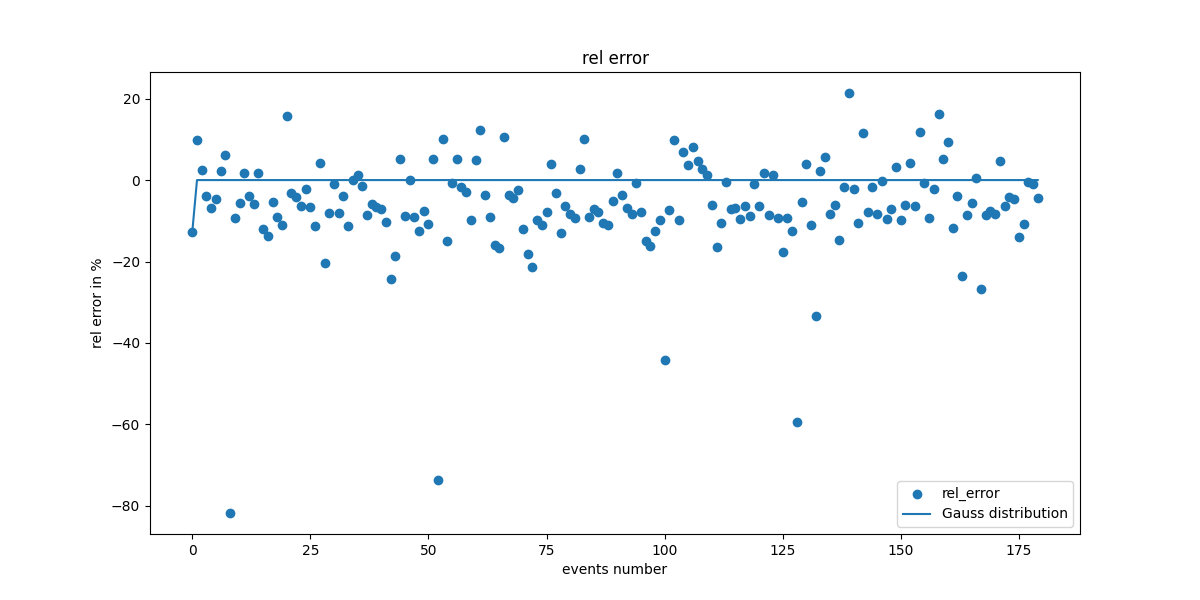 rel error
20
0
−20
−40
−60
−80
rel error in %
0
25
50
75
100
125
150
175
events number
rel_error
Gauss distribution